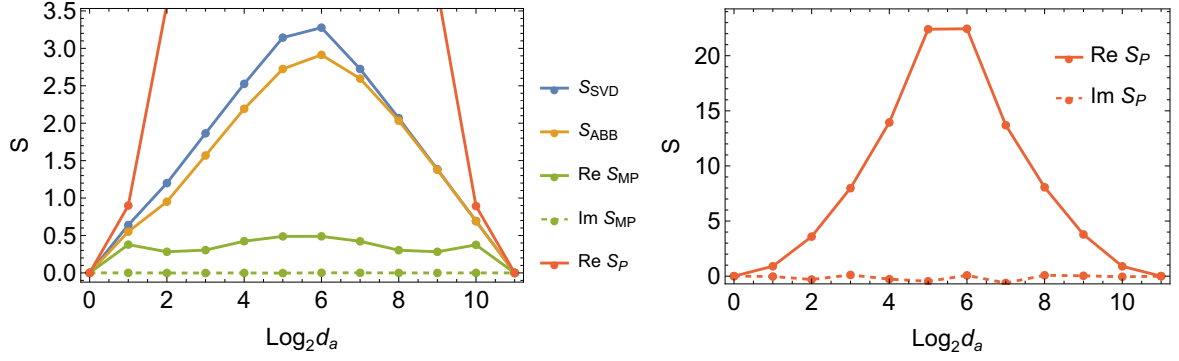 3.5
3.0
2.5
2.0
1.5
1.0
0.5
0.0
S
0 2 4 6 8 10
Log2da
SSVD
SABB
Re SMP
Im SMP
Re SP
20
15
10
5
0
S
0 2 4 6 8 10
Log2da
Re SP
Im SP